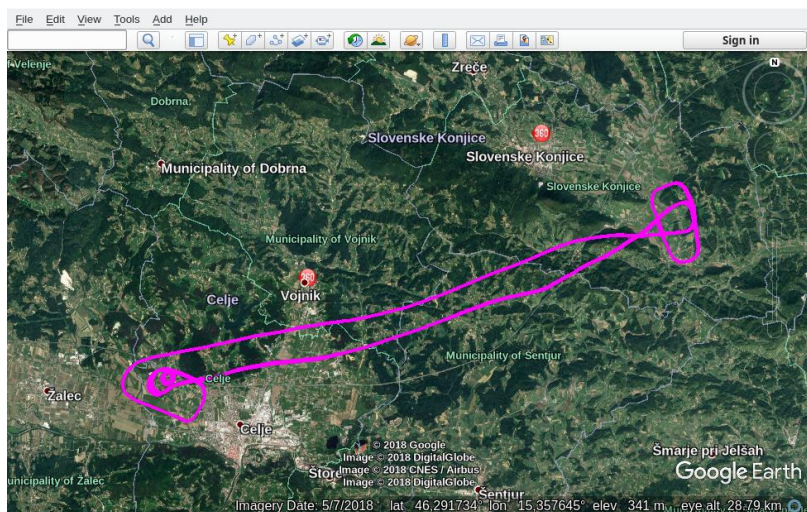 File Edit View Tools Add Help
Sign in
f Velenje
Zreče
N
Dobrna
Slovenske Konjice
360
Municipality of Dobrna
Slovenske Konjice
Slovenske Konjice
Municipality of Vojnik
360
Celje
Vojnik
Municipality of Šentjur
Celje
Žalec
Celje
© 2018 Google
Image © 2018 DigitalGlobe
Image © 2018 CNES / Airbus
Image © 2018 DigitalGlobe
Štore
Šmarje pri Jelšah
Google Earth
unicipality of Žalec
Šentjur
Imagery Date: 5/7/2018 lat 46,291734° lon 15,357645° elev 341 m eye alt 28,79 km